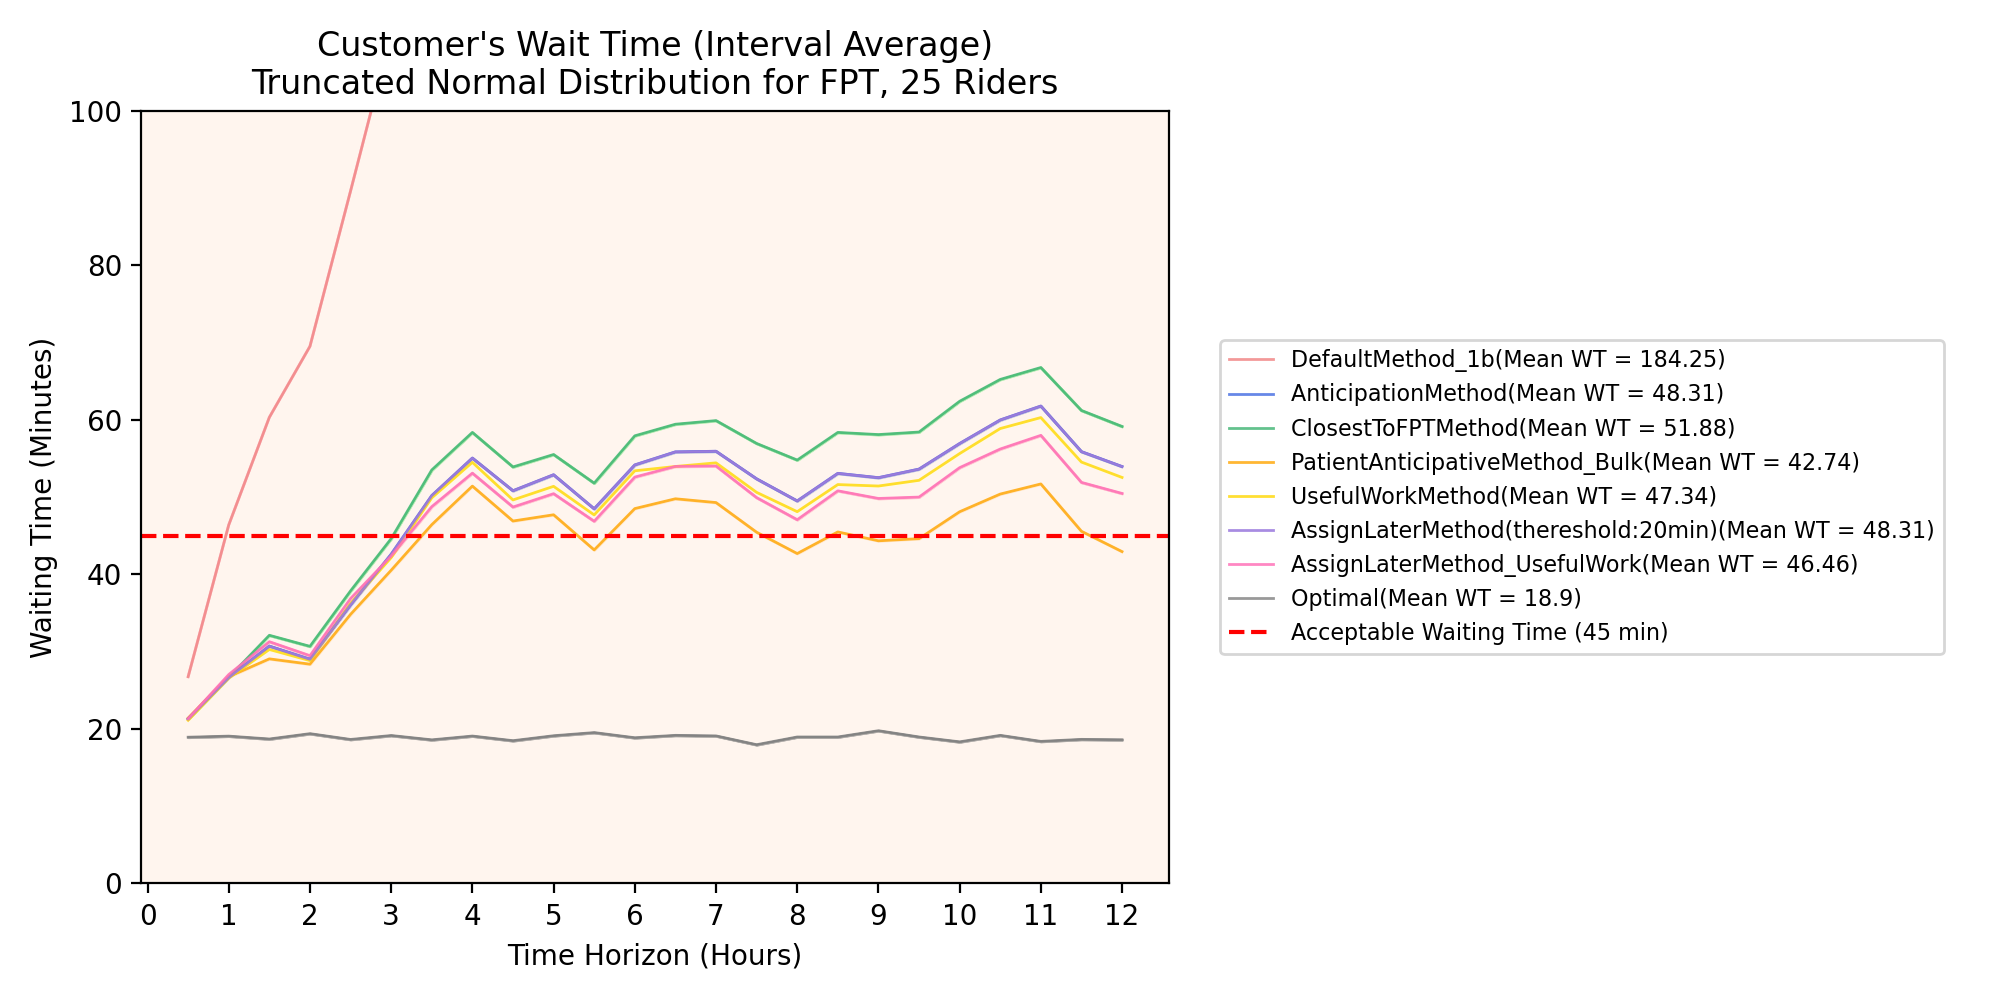 Customer's Wait Time (Interval Average)
Truncated Normal Distribution for FPT, 25 Riders
Waiting Time (Minutes)
100
80
60
40
20
0
0 1 2 3 4 5 6 7 8 9 10 11 12
Time Horizon (Hours)
DefaultMethod_1b(Mean WT = 184.25)
AnticipationMethod(Mean WT = 48.31)
ClosestToFPTMethod(Mean WT = 51.88)
PatientAnticipativeMethod_Bulk(Mean WT = 42.74)
UsefulWorkMethod(Mean WT = 47.34)
AssignLaterMethod(thereshold:20min)(Mean WT = 48.31)
AssignLaterMethod_UsefulWork(Mean WT = 46.46)
Optimal(Mean WT = 18.9)
Acceptable Waiting Time (45 min)